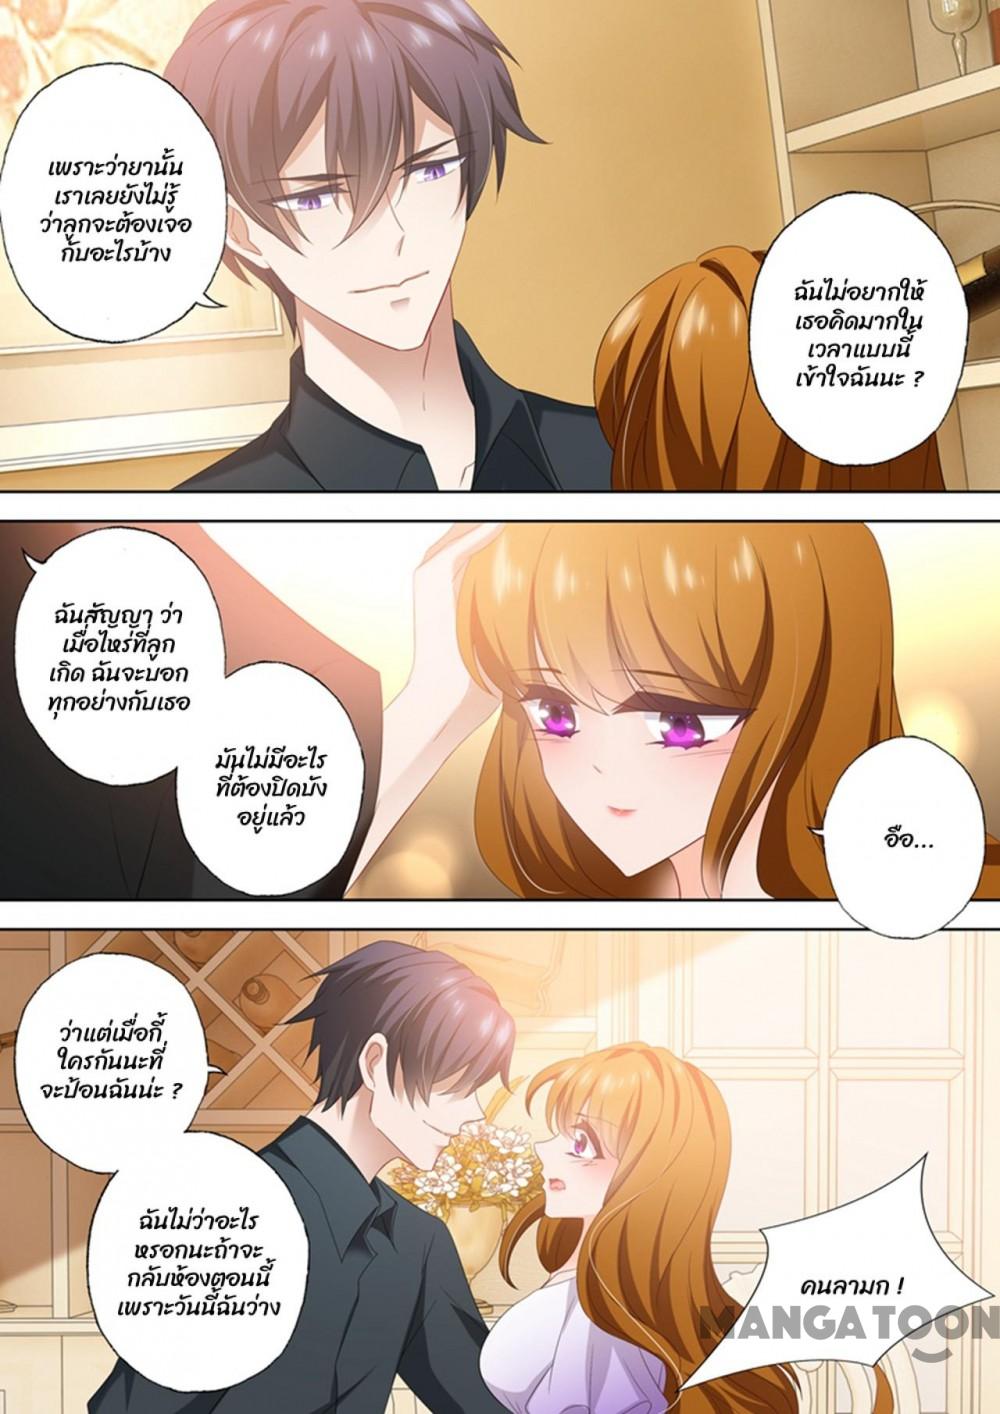 เพราะว่ายานั้น
เราเลยยังไม่รู้
ว่าลูกจะต้องเจอ
กับอะไรบ้าง
ฉันไม่อยากให้
เธอคิดมากใน
เวลาแบบนี้
เข้าใจฉันนะ ?
ฉันสัญญา ว่า
เมื่อไหร่ที่ลูก
เกิด ฉันจะบอก
ทุกอย่างกับเธอ
มันไม่มีอะไร
ที่ต้องปิดบัง
อยู่แล้ว
อือ...
ว่าแต่เมื่อกี้
ใครกันนะที่
จะป้อนฉันน่ะ ?
ฉันไม่ว่าอะไร
หรอกนะถ้าจะ
กลับห้องตอนนี้
เพราะวันนี้ฉันว่าง
คนลามก !
MANGATOON